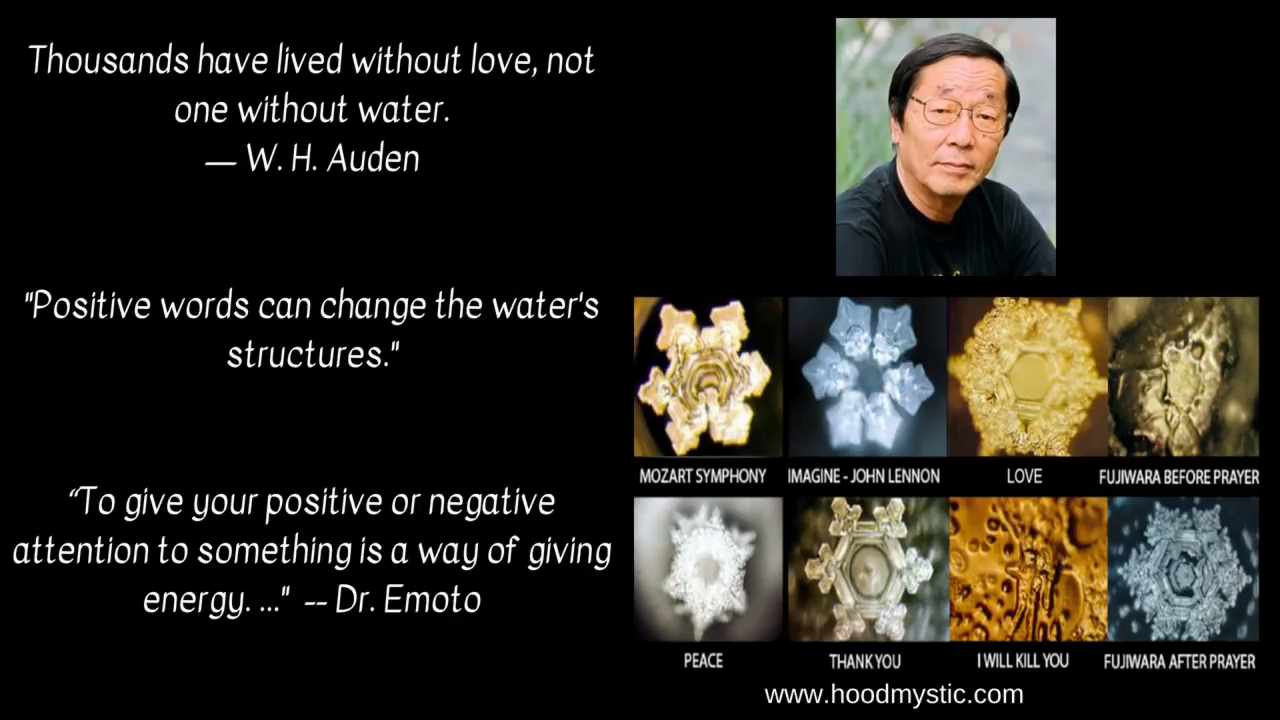 Thousands have lived without love, not
one without water.
— W. H. Auden
"Positive words can change the water's
structures."
“To give your positive or negative
attention to something is a way of giving
energy. ..." -- Dr. Emoto
MOZART SYMPHONY
IMAGINE - JOHN LENNON
LOVE
FUJIWARA BEFORE PRAYER
PEACE
THANK YOU
I WILL KILL YOU
FUJIWARA AFTER PRAYER
www.hoodmystic.com